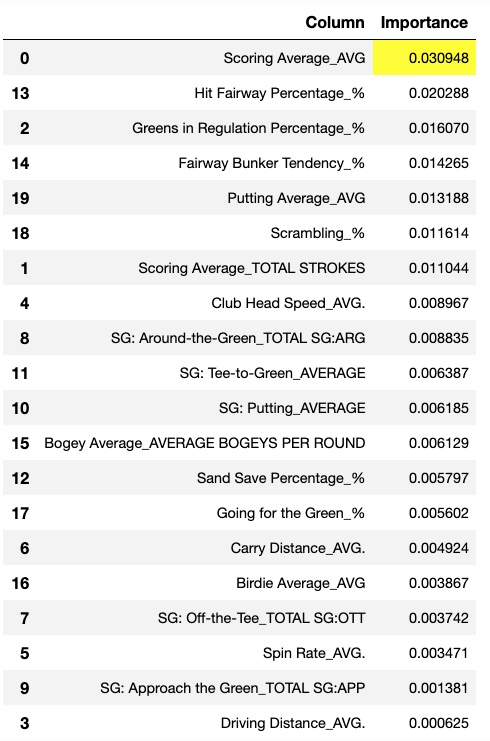 Column Importance
0 Scoring Average_AVG 0.030948
13 Hit Fairway Percentage_% 0.020288
2 Greens in Regulation Percentage_% 0.016070
14 Fairway Bunker Tendency_% 0.014265
19 Putting Average_AVG 0.013188
18 Scrambling_% 0.011614
1 Scoring Average_TOTAL STROKES 0.011044
4 Club Head Speed_AVG. 0.008967
8 SG: Around-the-Green_TOTAL SG:ARG 0.008835
11 SG: Tee-to-Green_AVERAGE 0.006387
10 SG: Putting_AVERAGE 0.006185
15 Bogey Average_AVERAGE BOGEYS PER ROUND 0.006129
12 Sand Save Percentage_% 0.005797
17 Going for the Green_% 0.005602
6 Carry Distance_AVG. 0.004924
16 Birdie Average_AVG 0.003867
7 SG: Off-the-Tee_TOTAL SG:OTT 0.003742
5 Spin Rate_AVG. 0.003471
9 SG: Approach the Green_TOTAL SG:APP 0.001381
3 Driving Distance_AVG. 0.000625